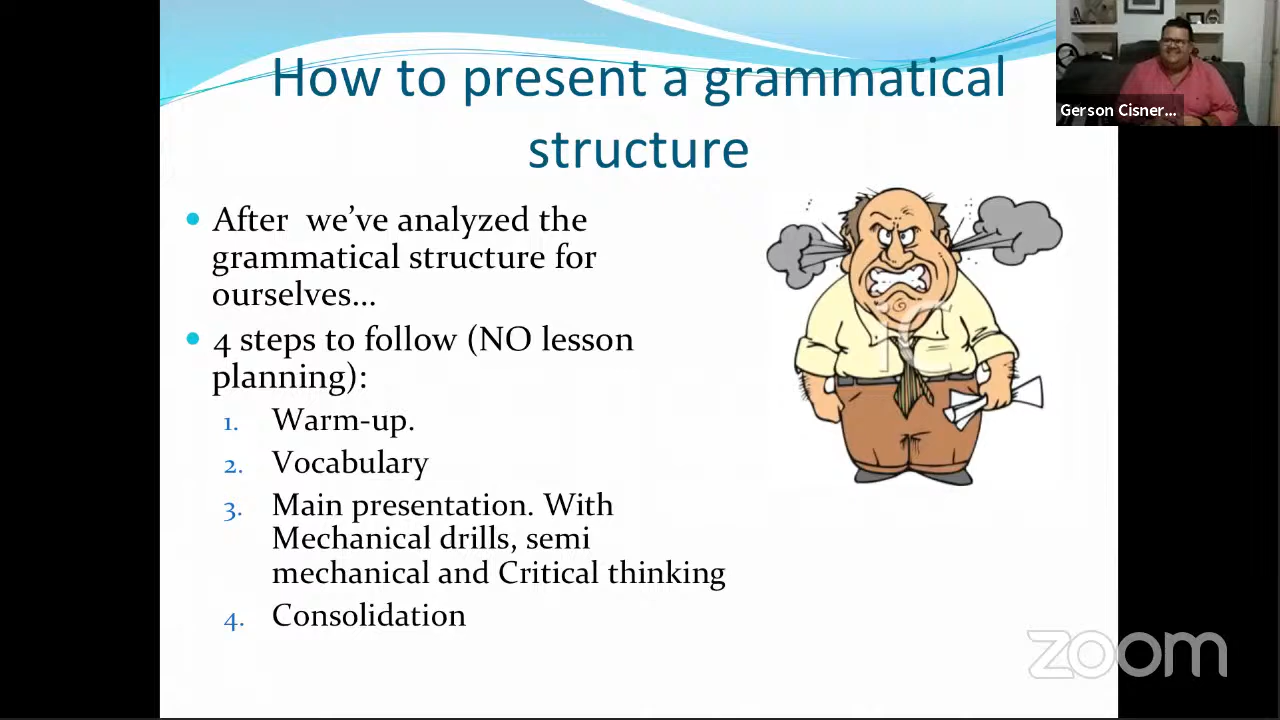 How to present a grammatical
structure
Gerson Cisner...
• After we've analyzed the
grammatical structure for
ourselves...
• 4 steps to follow (NO lesson
planning):
1. Warm-up.
2. Vocabulary
3. Main presentation. With
Mechanical drills, semi
mechanical and Critical thinking
4. Consolidation
zoom